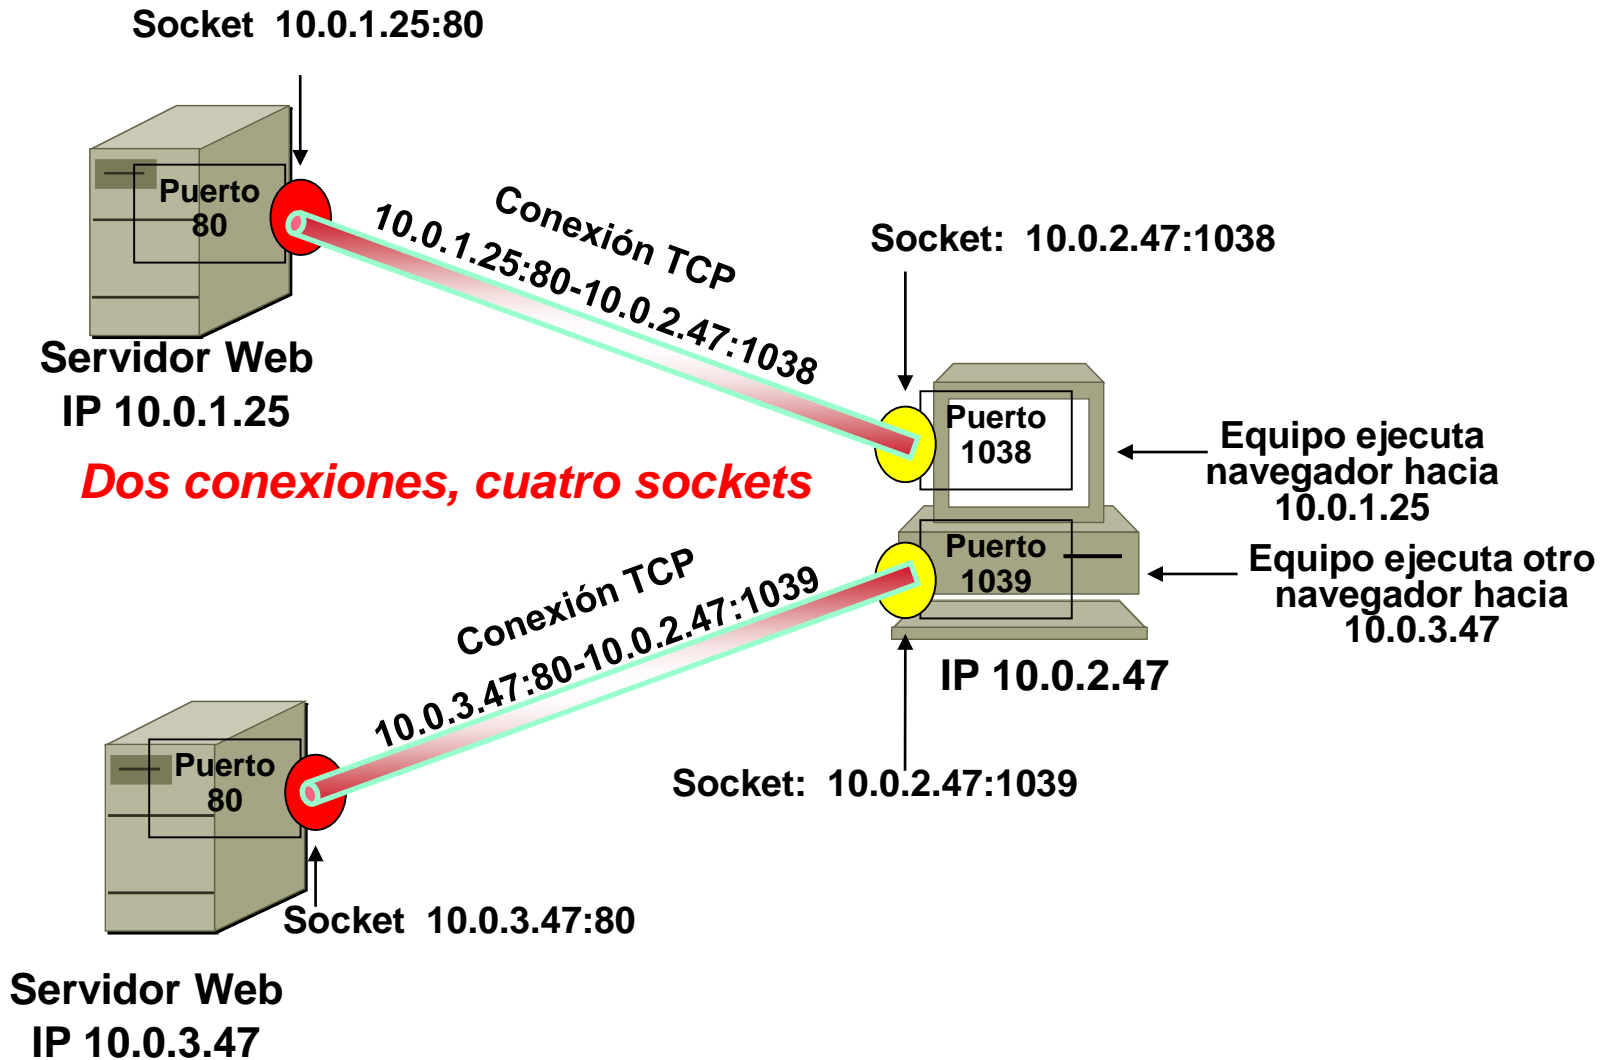 Socket 10.0.1.25:80
Puerto
80
Servidor Web
IP 10.0.1.25
Conexión TCP
10.0.1.25:80-10.0.2.47:1038
Socket: 10.0.2.47:1038
Puerto
1038
Equipo ejecuta
navegador hacia
10.0.1.25
Dos conexiones, cuatro sockets
Puerto
1039
Equipo ejecuta otro
navegador hacia
10.0.3.47
IP 10.0.2.47
Conexión TCP
10.0.3.47:80-10.0.2.47:1039
Socket: 10.0.2.47:1039
Puerto
80
Socket 10.0.3.47:80
Servidor Web
IP 10.0.3.47